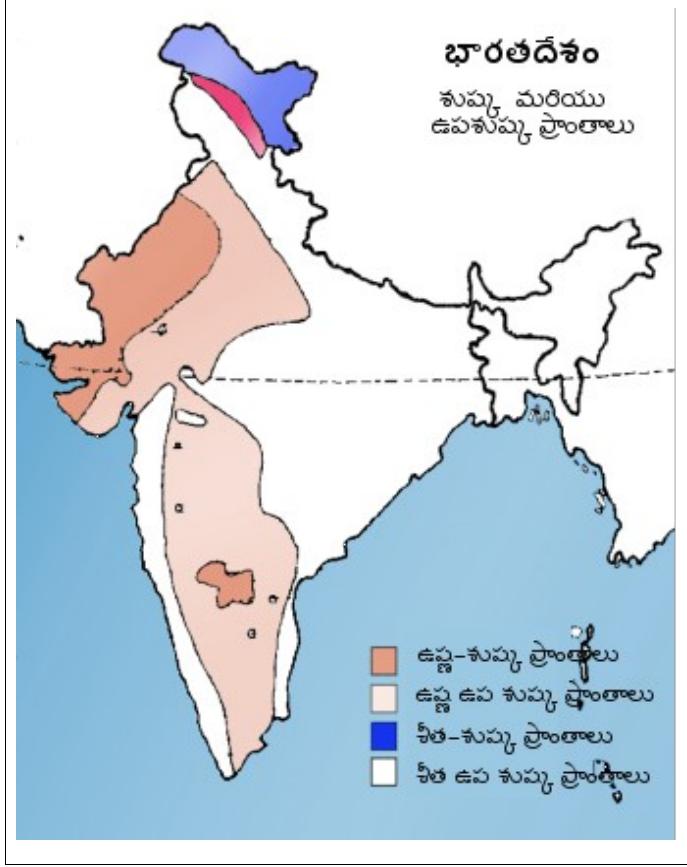 భారతదేశం
శుష్క మరియు
ఉపశుష్క ప్రాంతాలు
ఉష్ణ-శుష్క ప్రాంతాలు
ఉష్ణ ఉప శుష్క ప్రాంతాలు
శీత-శుష్క ప్రాంతాలు
శీత ఉప శుష్క ప్రాంతాలు